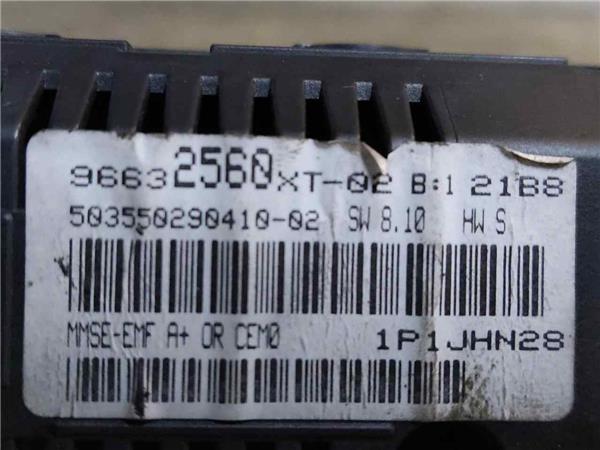 96632560XT-02 B:1 21B8
503550290410-02 SW 8.10 HW S
MMSE-EMF A+ OR CEM0 1P1JHN28